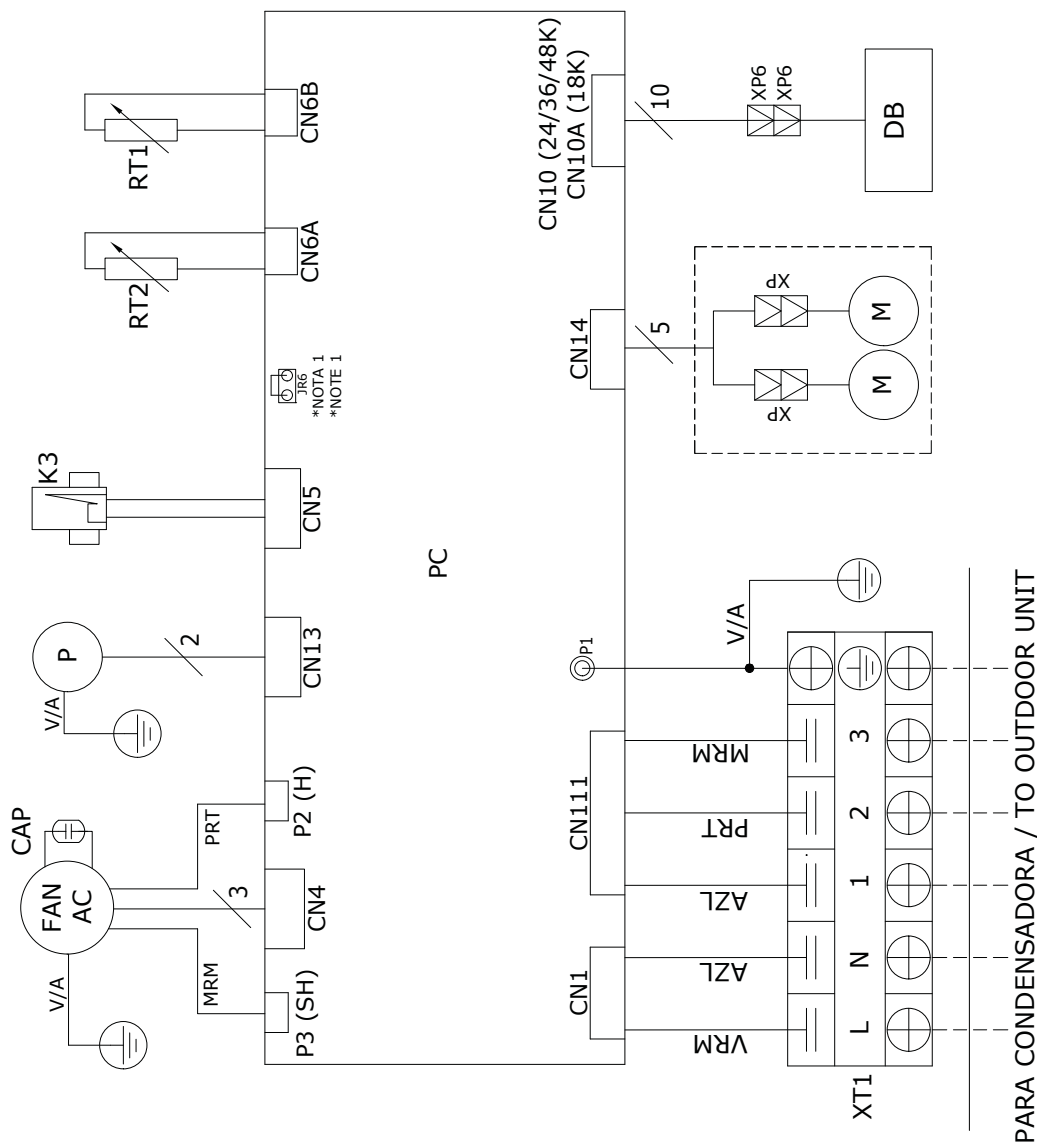 CAP
FAN
AC
P
K3
RT2
RT1
V/A
V/A
MRM
PRT
3
2
P3 (SH)
CN4
P2 (H)
CN13
CN5
CN6A
CN6B
JR6
*NOTA 1
*NOTE 1
PC
CN1
CN111
P1
CN14
CN10 (24/36/48K)
CN10A (18K)
VRM
AZL
AZL
PRT
MRM
V/A
5
10
XP
XP
XP6
XP6
M
M
DB
XT1
L
N
1
2
3
PARA CONDENSADORA / TO OUTDOOR UNIT